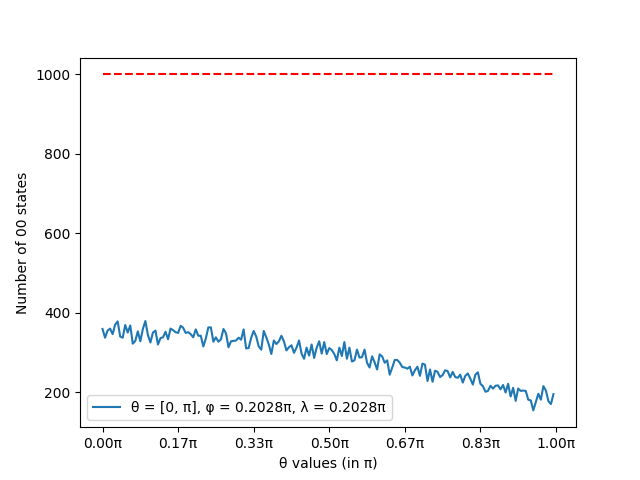 1000
800
600
400
200
Number of 00 states
θ = [0, π], φ = 0.2028π, λ = 0.2028π
0.00π 0.17π 0.33π 0.50π 0.67π 0.83π 1.00π
θ values (in π)